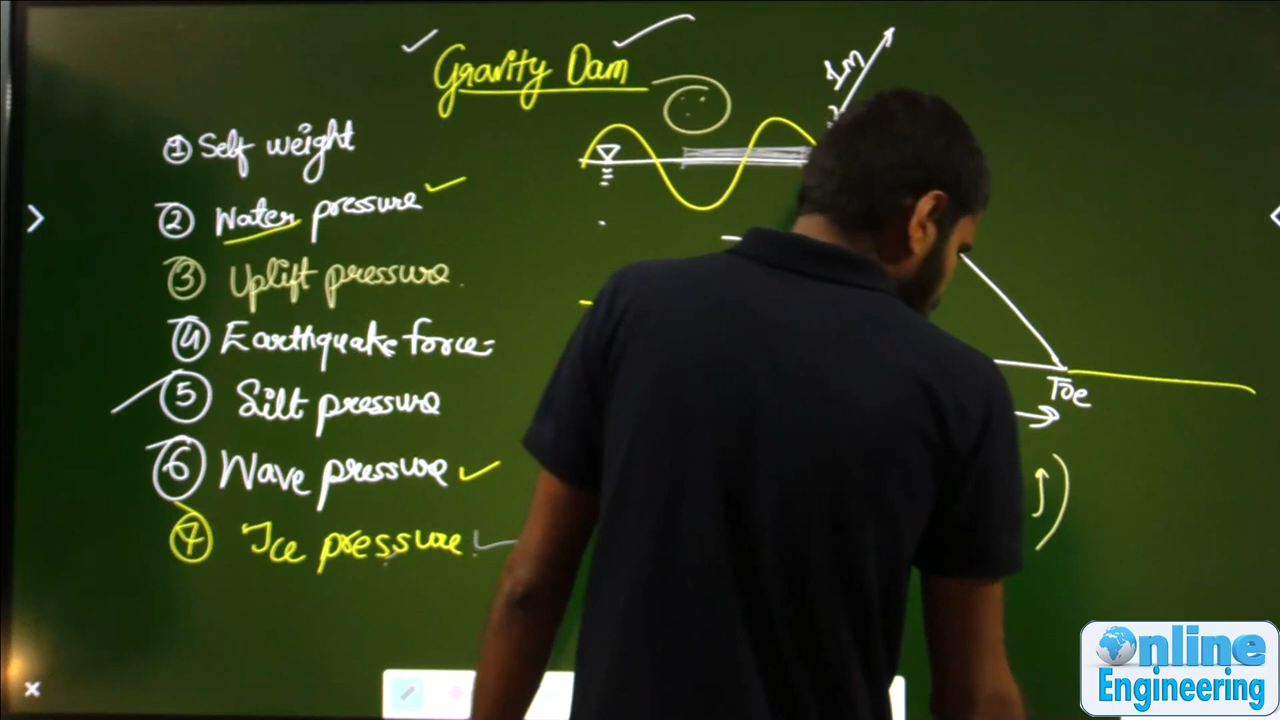 Gravity Dam
1m
① Self weight
② Water pressure
③ Uplift pressure.
④ Earthquake force
⑤ Silt pressure
⑥ Wave pressure
⑦ Ice pressure
Toe
Online
Engineering